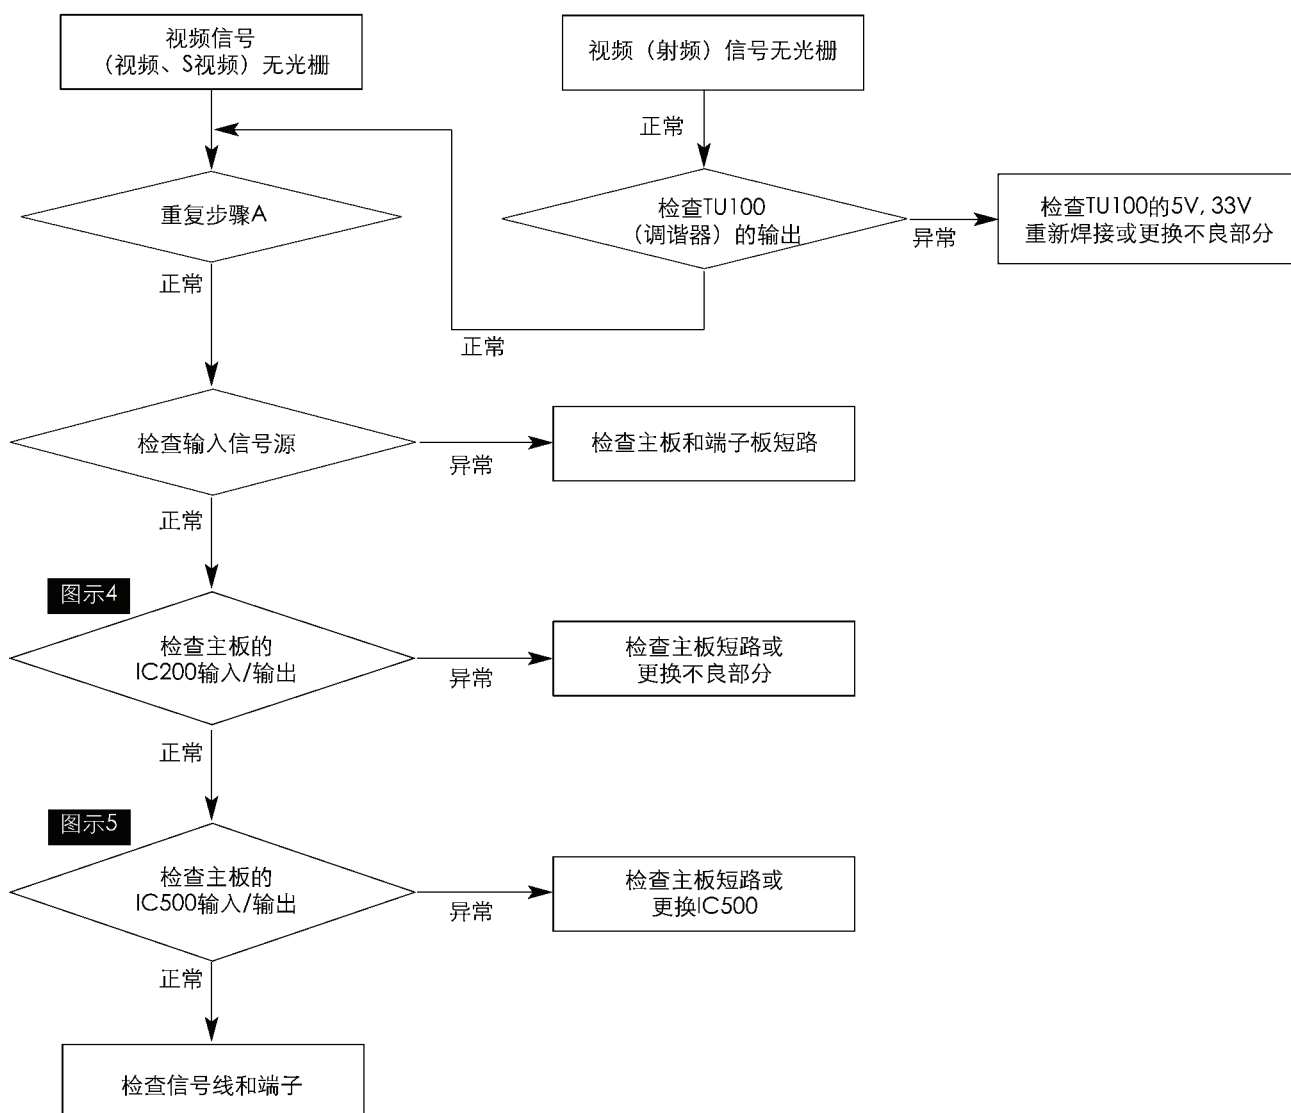 视频信号
（视频、S视频）无光栅
视频（射频）信号无光栅
正常
重复步骤A
检查TU100
（调谐器）的输出
异常
检查TU100的5V, 33V
重新焊接或更换不良部分
正常
正常
检查输入信号源
异常
检查主板和端子板短路
正常
图示4
检查主板的
IC200输入/输出
异常
检查主板短路或
更换不良部分
正常
图示5
检查主板的
IC500输入/输出
异常
检查主板短路或
更换IC500
正常
检查信号线和端子